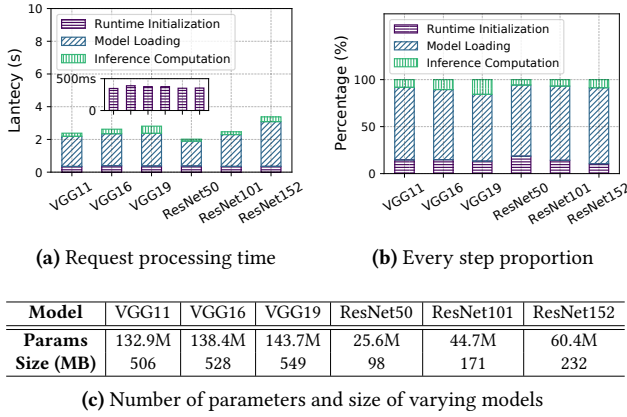 10
8
6
4
2
0
Lantecy (s)
Runtime Initialization
Model Loading
Inference Computation
500ms
0
VGG11
VGG16
VGG19
ResNet50
ResNet101
ResNet152
(a) Request processing time
100
50
0
Percentage (%)
Runtime Initialization
Model Loading
Inference Computation
VGG11
VGG16
VGG19
ResNet50
ResNet101
ResNet152
(b) Every step proportion
Model VGG11 VGG16 VGG19 ResNet50 ResNet101 ResNet152
Params 132.9M 138.4M 143.7M 25.6M 44.7M 60.4M
Size (MB) 506 528 549 98 171 232
(c) Number of parameters and size of varying models